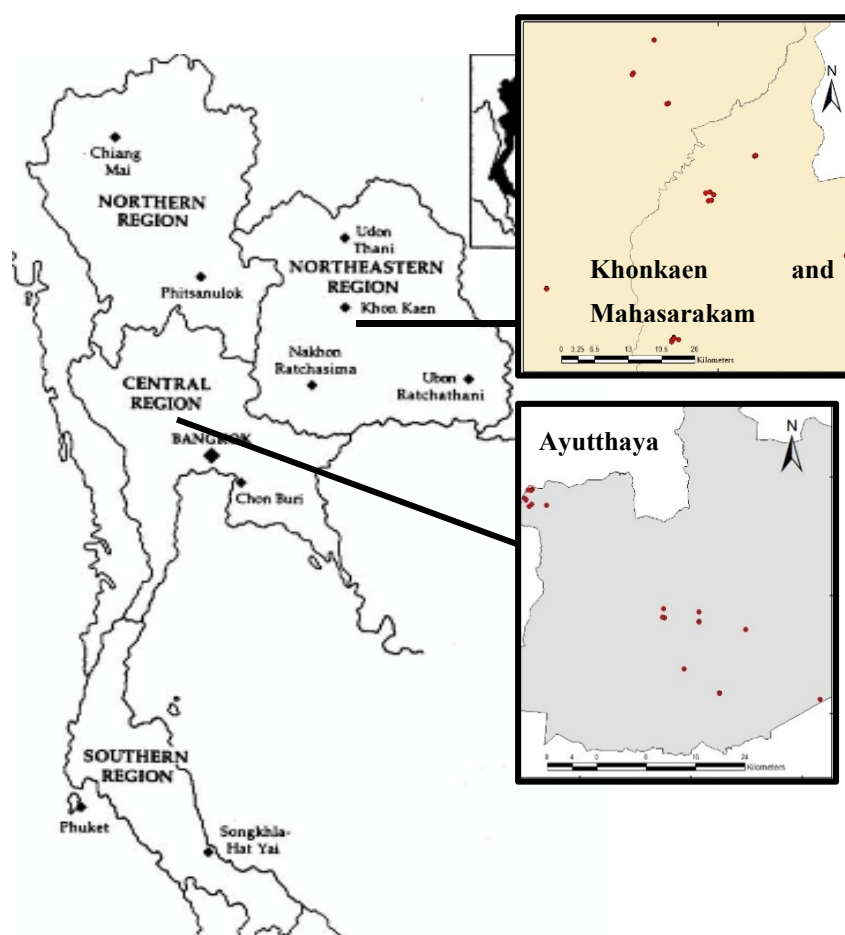 Chiang
Mai
NORTHERN
REGION
Phitsanulok
Udon
Thani
NORTHEASTERN
REGION
Khon Kaen
Nakhon
Ratchasima
Ubon
Ratchathani
CENTRAL
REGION
BANGKOK
Chon Buri
SOUTHERN
REGION
Phuket
Songkhla-
Hat Yai
N
Khonkaen and
Mahasarakam
0 3.25 6.5 13 19.5 26
Kilometers
Ayutthaya
N
8 4 0 8 16 24
Kilometers